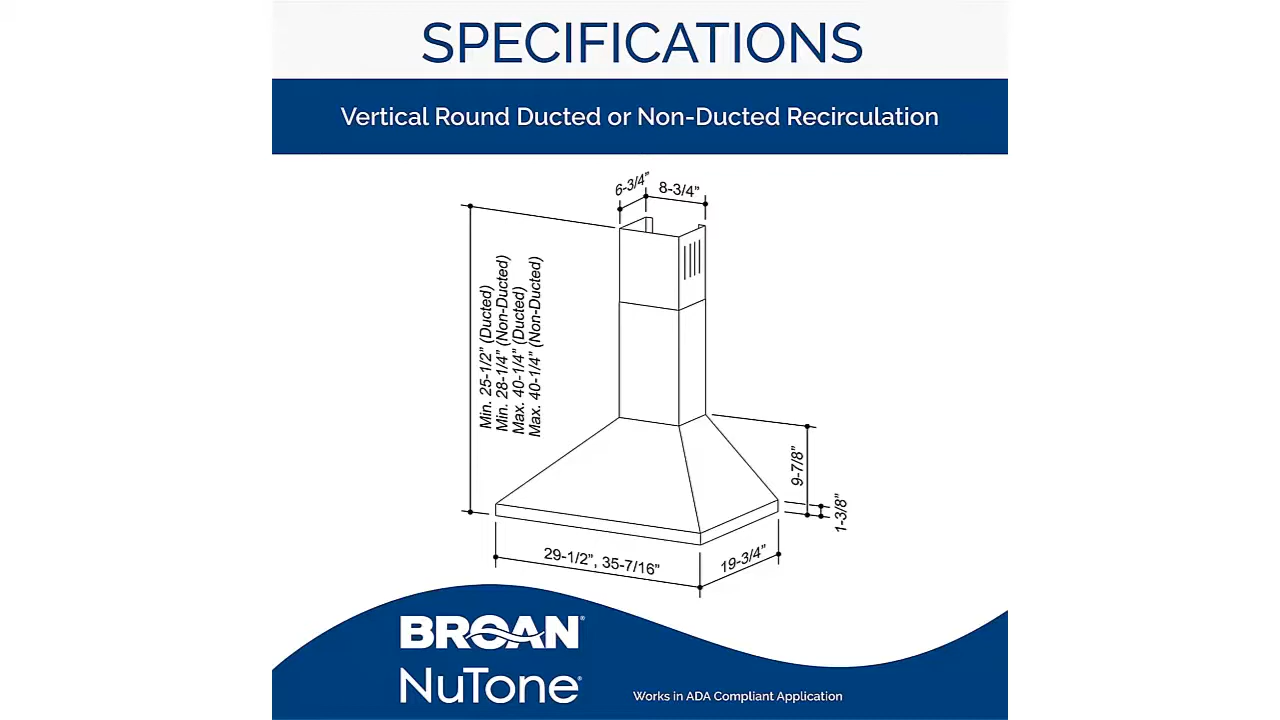 SPECIFICATIONS
Vertical Round Ducted or Non-Ducted Recirculation
6-3/4"
8-3/4"
Min. 25-1/2" (Ducted)
Min. 28-1/4" (Non-Ducted)
Max. 40-1/4" (Ducted)
Max. 40-1/4" (Non-Ducted)
9-7/8"
1-3/8"
29-1/2", 35-7/16"
19-3/4"
BROAN®
NuTone®
Works in ADA Compliant Application